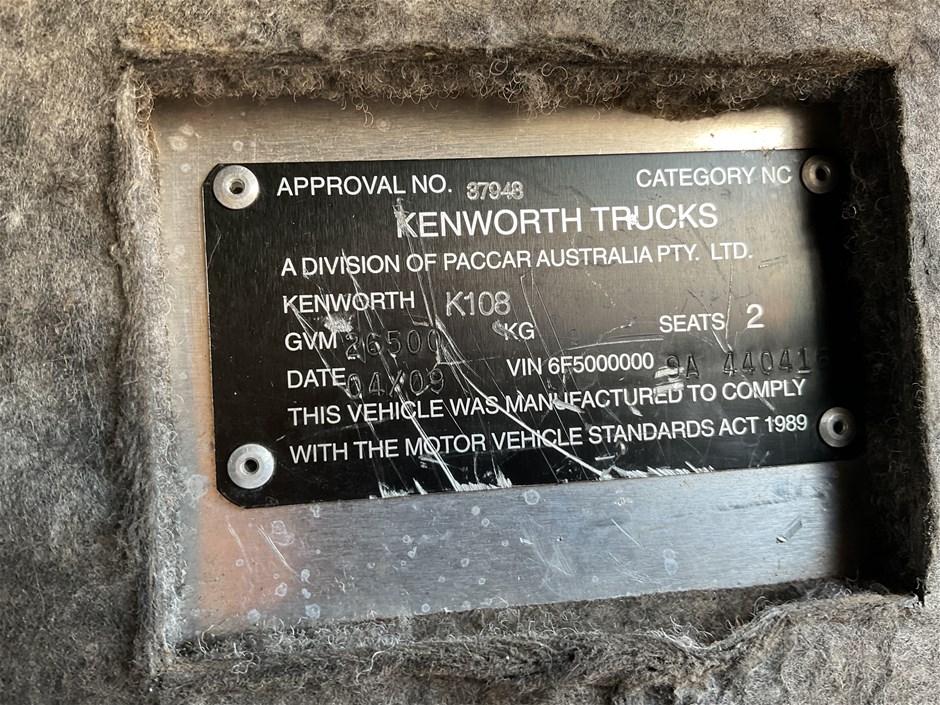 APPROVAL NO. 37948 CATEGORY NC
KENWORTH TRUCKS
A DIVISION OF PACCAR AUSTRALIA PTY. LTD.
KENWORTH K108
GVM 26500 KG SEATS 2
DATE 04/09 VIN 6F5000000 9A
THIS VEHICLE WAS MANUFACTURED TO COMPLY
WITH THE MOTOR VEHICLE STANDARDS ACT 1989